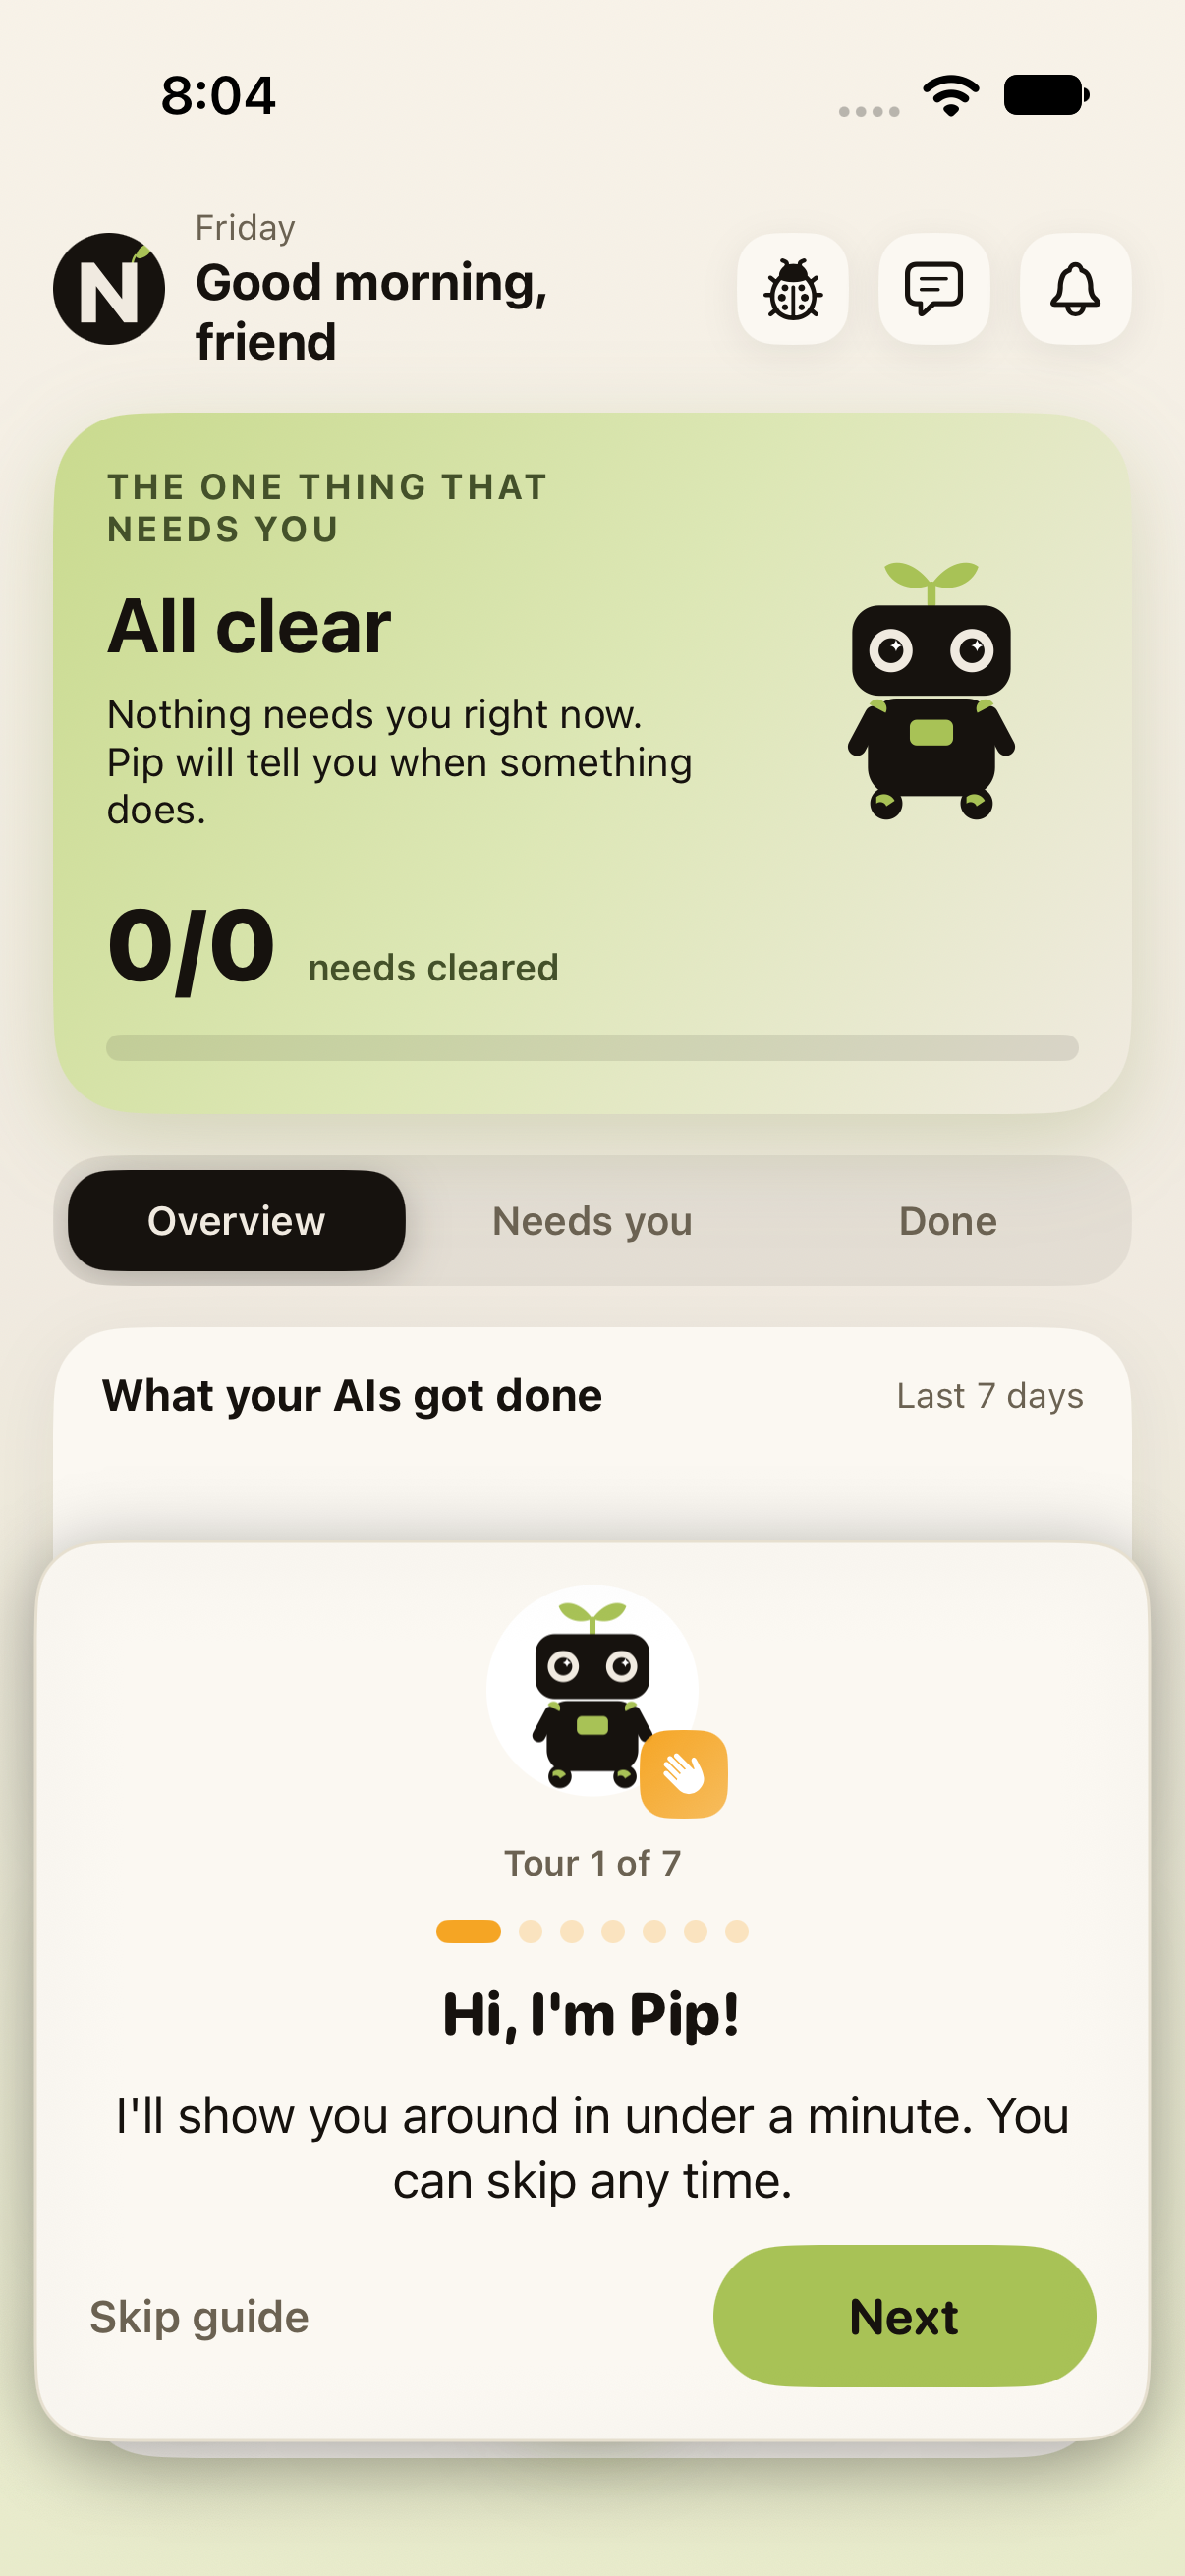 8:04
N
Friday
Good morning,
friend
THE ONE THING THAT
NEEDS YOU
All clear
Nothing needs you right now.
Pip will tell you when something
does.
0/0 needs cleared
Overview Needs you Done
What your AIs got done Last 7 days
Tour 1 of 7
Hi, I'm Pip!
I'll show you around in under a minute. You
can skip any time.
Skip guide Next